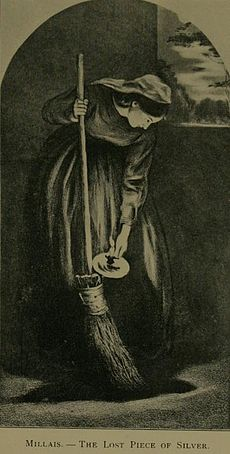 MILLAIS. — THE LOST PIECE OF SILVER.